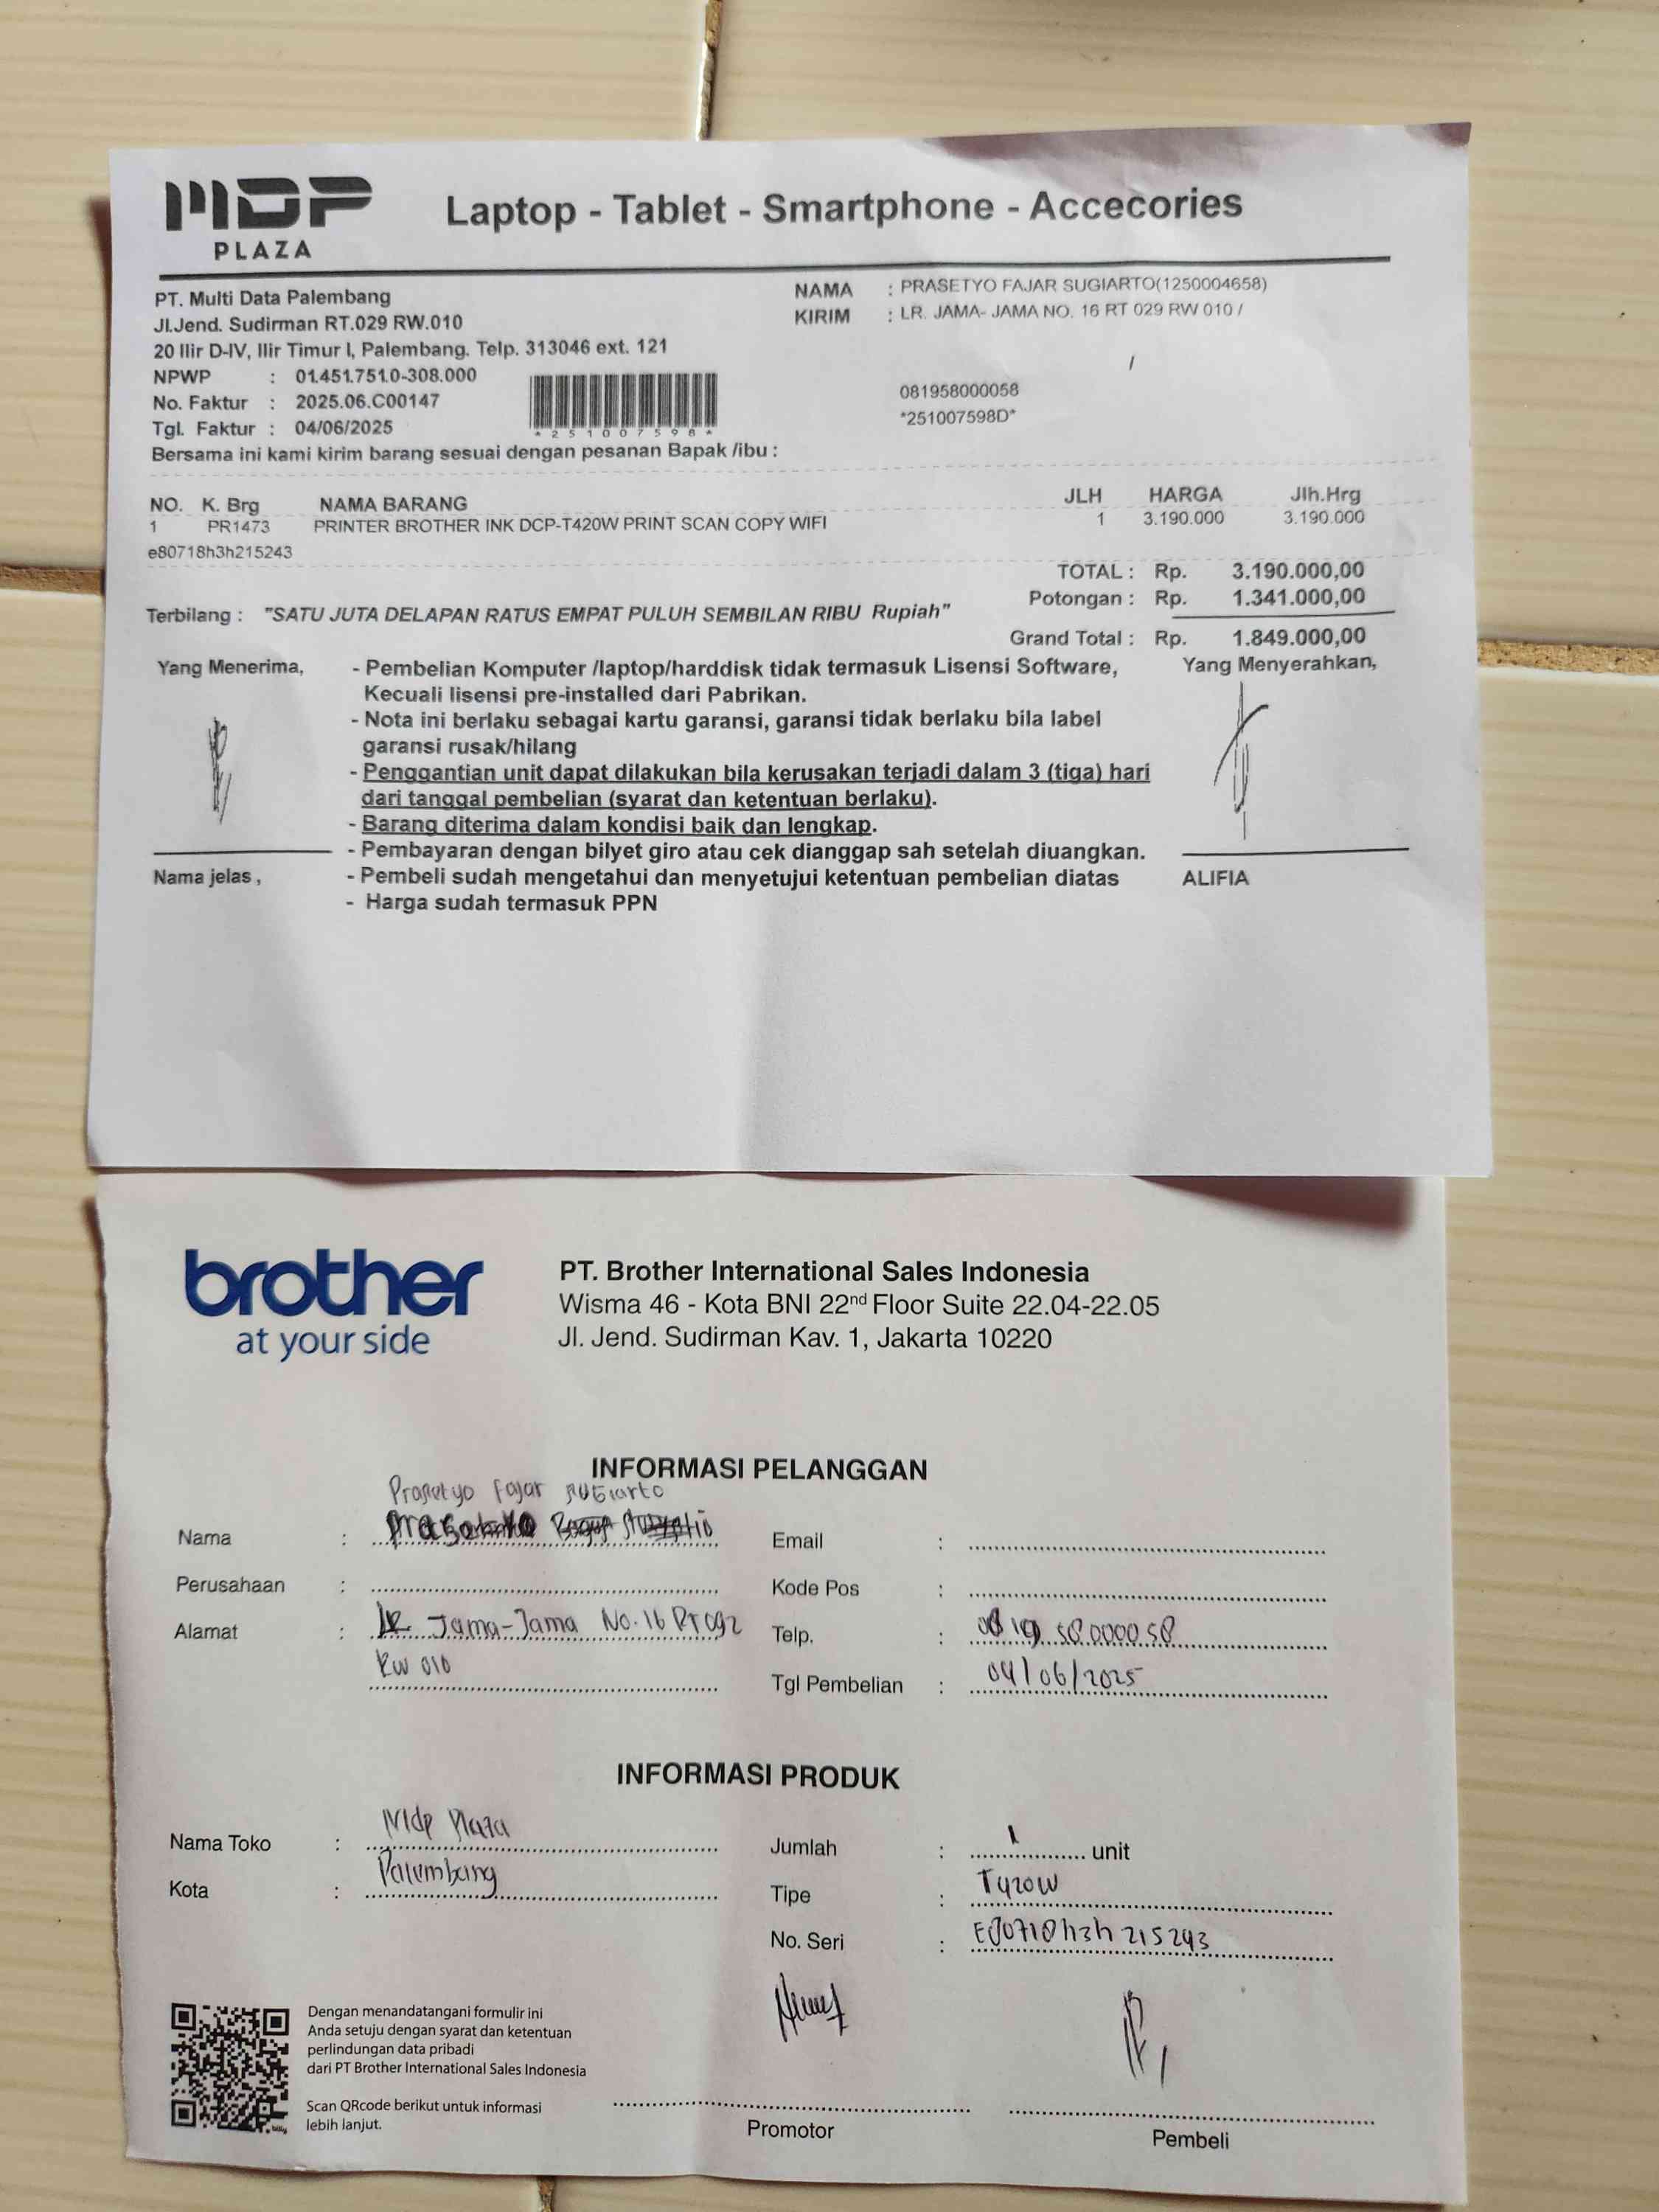 MDP
PLAZA
Laptop - Tablet - Smartphone - Accecories
PT. Multi Data Palembang
Jl.Jend. Sudirman RT.029 RW.010
20 Ilir D-IV, Ilir Timur I, Palembang. Telp. 313046 ext. 121
NPWP : 01.451.751.0-308.000
No. Faktur : 2025.06.C00147
Tgl. Faktur : 04/06/2025
*251007598*
NAMA : PRASETYO FAJAR SUGIARTO(1250004658)
KIRIM : LR. JAMA- JAMA NO. 16 RT 029 RW 010 /
/
081958000058
*251007598D*
Bersama ini kami kirim barang sesuai dengan pesanan Bapak /ibu :
NO. K. Brg NAMA BARANG JLH HARGA Jlh.Hrg
1 PR1473 PRINTER BROTHER INK DCP-T420W PRINT SCAN COPY WIFI 1 3.190.000 3.190.000
e80718h3h215243
TOTAL : Rp. 3.190.000,00
Potongan : Rp. 1.341.000,00
Terbilang : "SATU JUTA DELAPAN RATUS EMPAT PULUH SEMBILAN RIBU Rupiah"
Grand Total : Rp. 1.849.000,00
Yang Menerima,
- Pembelian Komputer /laptop/harddisk tidak termasuk Lisensi Software,
Kecuali lisensi pre-installed dari Pabrikan.
- Nota ini berlaku sebagai kartu garansi, garansi tidak berlaku bila label
garansi rusak/hilang
- Penggantian unit dapat dilakukan bila kerusakan terjadi dalam 3 (tiga) hari
dari tanggal pembelian (syarat dan ketentuan berlaku).
- Barang diterima dalam kondisi baik dan lengkap.
- Pembayaran dengan bilyet giro atau cek dianggap sah setelah diuangkan.
- Pembeli sudah mengetahui dan menyetujui ketentuan pembelian diatas
- Harga sudah termasuk PPN
Nama jelas ,
Yang Menyerahkan,
ALIFIA
brother
at your side
PT. Brother International Sales Indonesia
Wisma 46 - Kota BNI 22nd Floor Suite 22.04-22.05
Jl. Jend. Sudirman Kav. 1, Jakarta 10220
INFORMASI PELANGGAN
Prasetyo Fajar SUGiarto
Nama :
Perusahaan :
Alamat : Lr Jama-Jama No.16 RT 092
RW 010
Email :
Kode Pos :
Telp. : 081958000058
Tgl Pembelian : 04/06/2025
INFORMASI PRODUK
Nama Toko : Mdp Plaza
Kota : Palembang
Jumlah : 1 unit
Tipe : T420W
No. Seri : E80718h3h215243
Dengan menandatangani formulir ini
Anda setuju dengan syarat dan ketentuan
perlindungan data pribadi
dari PT Brother International Sales Indonesia
Scan QRcode berikut untuk informasi
lebih lanjut.
Promotor
Pembeli